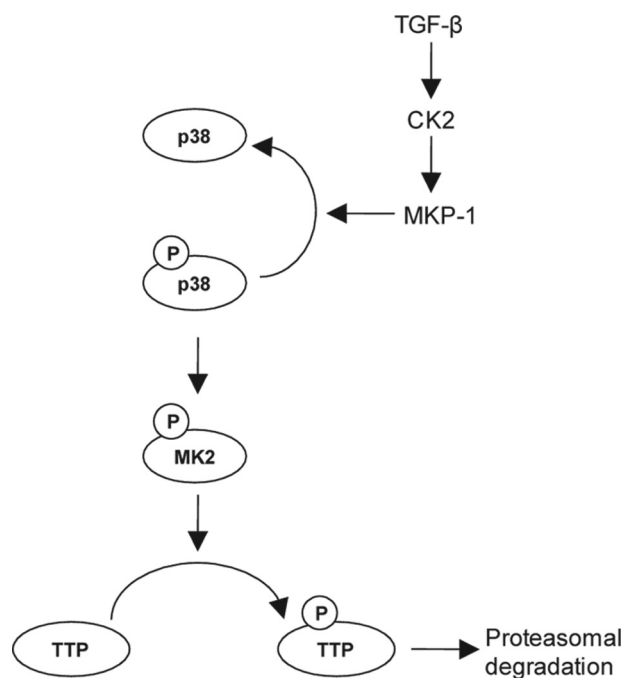 TGF-β
CK2
p38
MKP-1
P
p38
P
MK2
P
TTP
TTP
Proteasomal
degradation